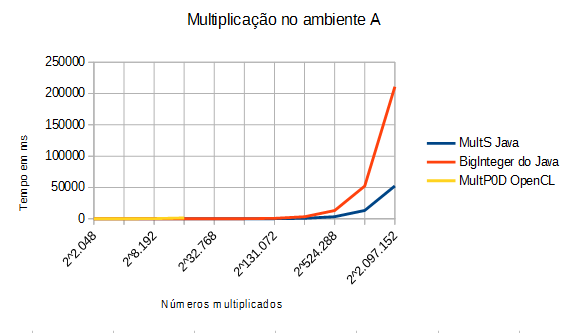 Multiplicação no ambiente A
250000
200000
150000
100000
50000
0
Tempo em ms
2^2.048
2^8.192
2^32.768
2^131.072
2^524.288
2^2.097.152
Números multiplicados
MultS Java
BigInteger do Java
MultP0D OpenCL